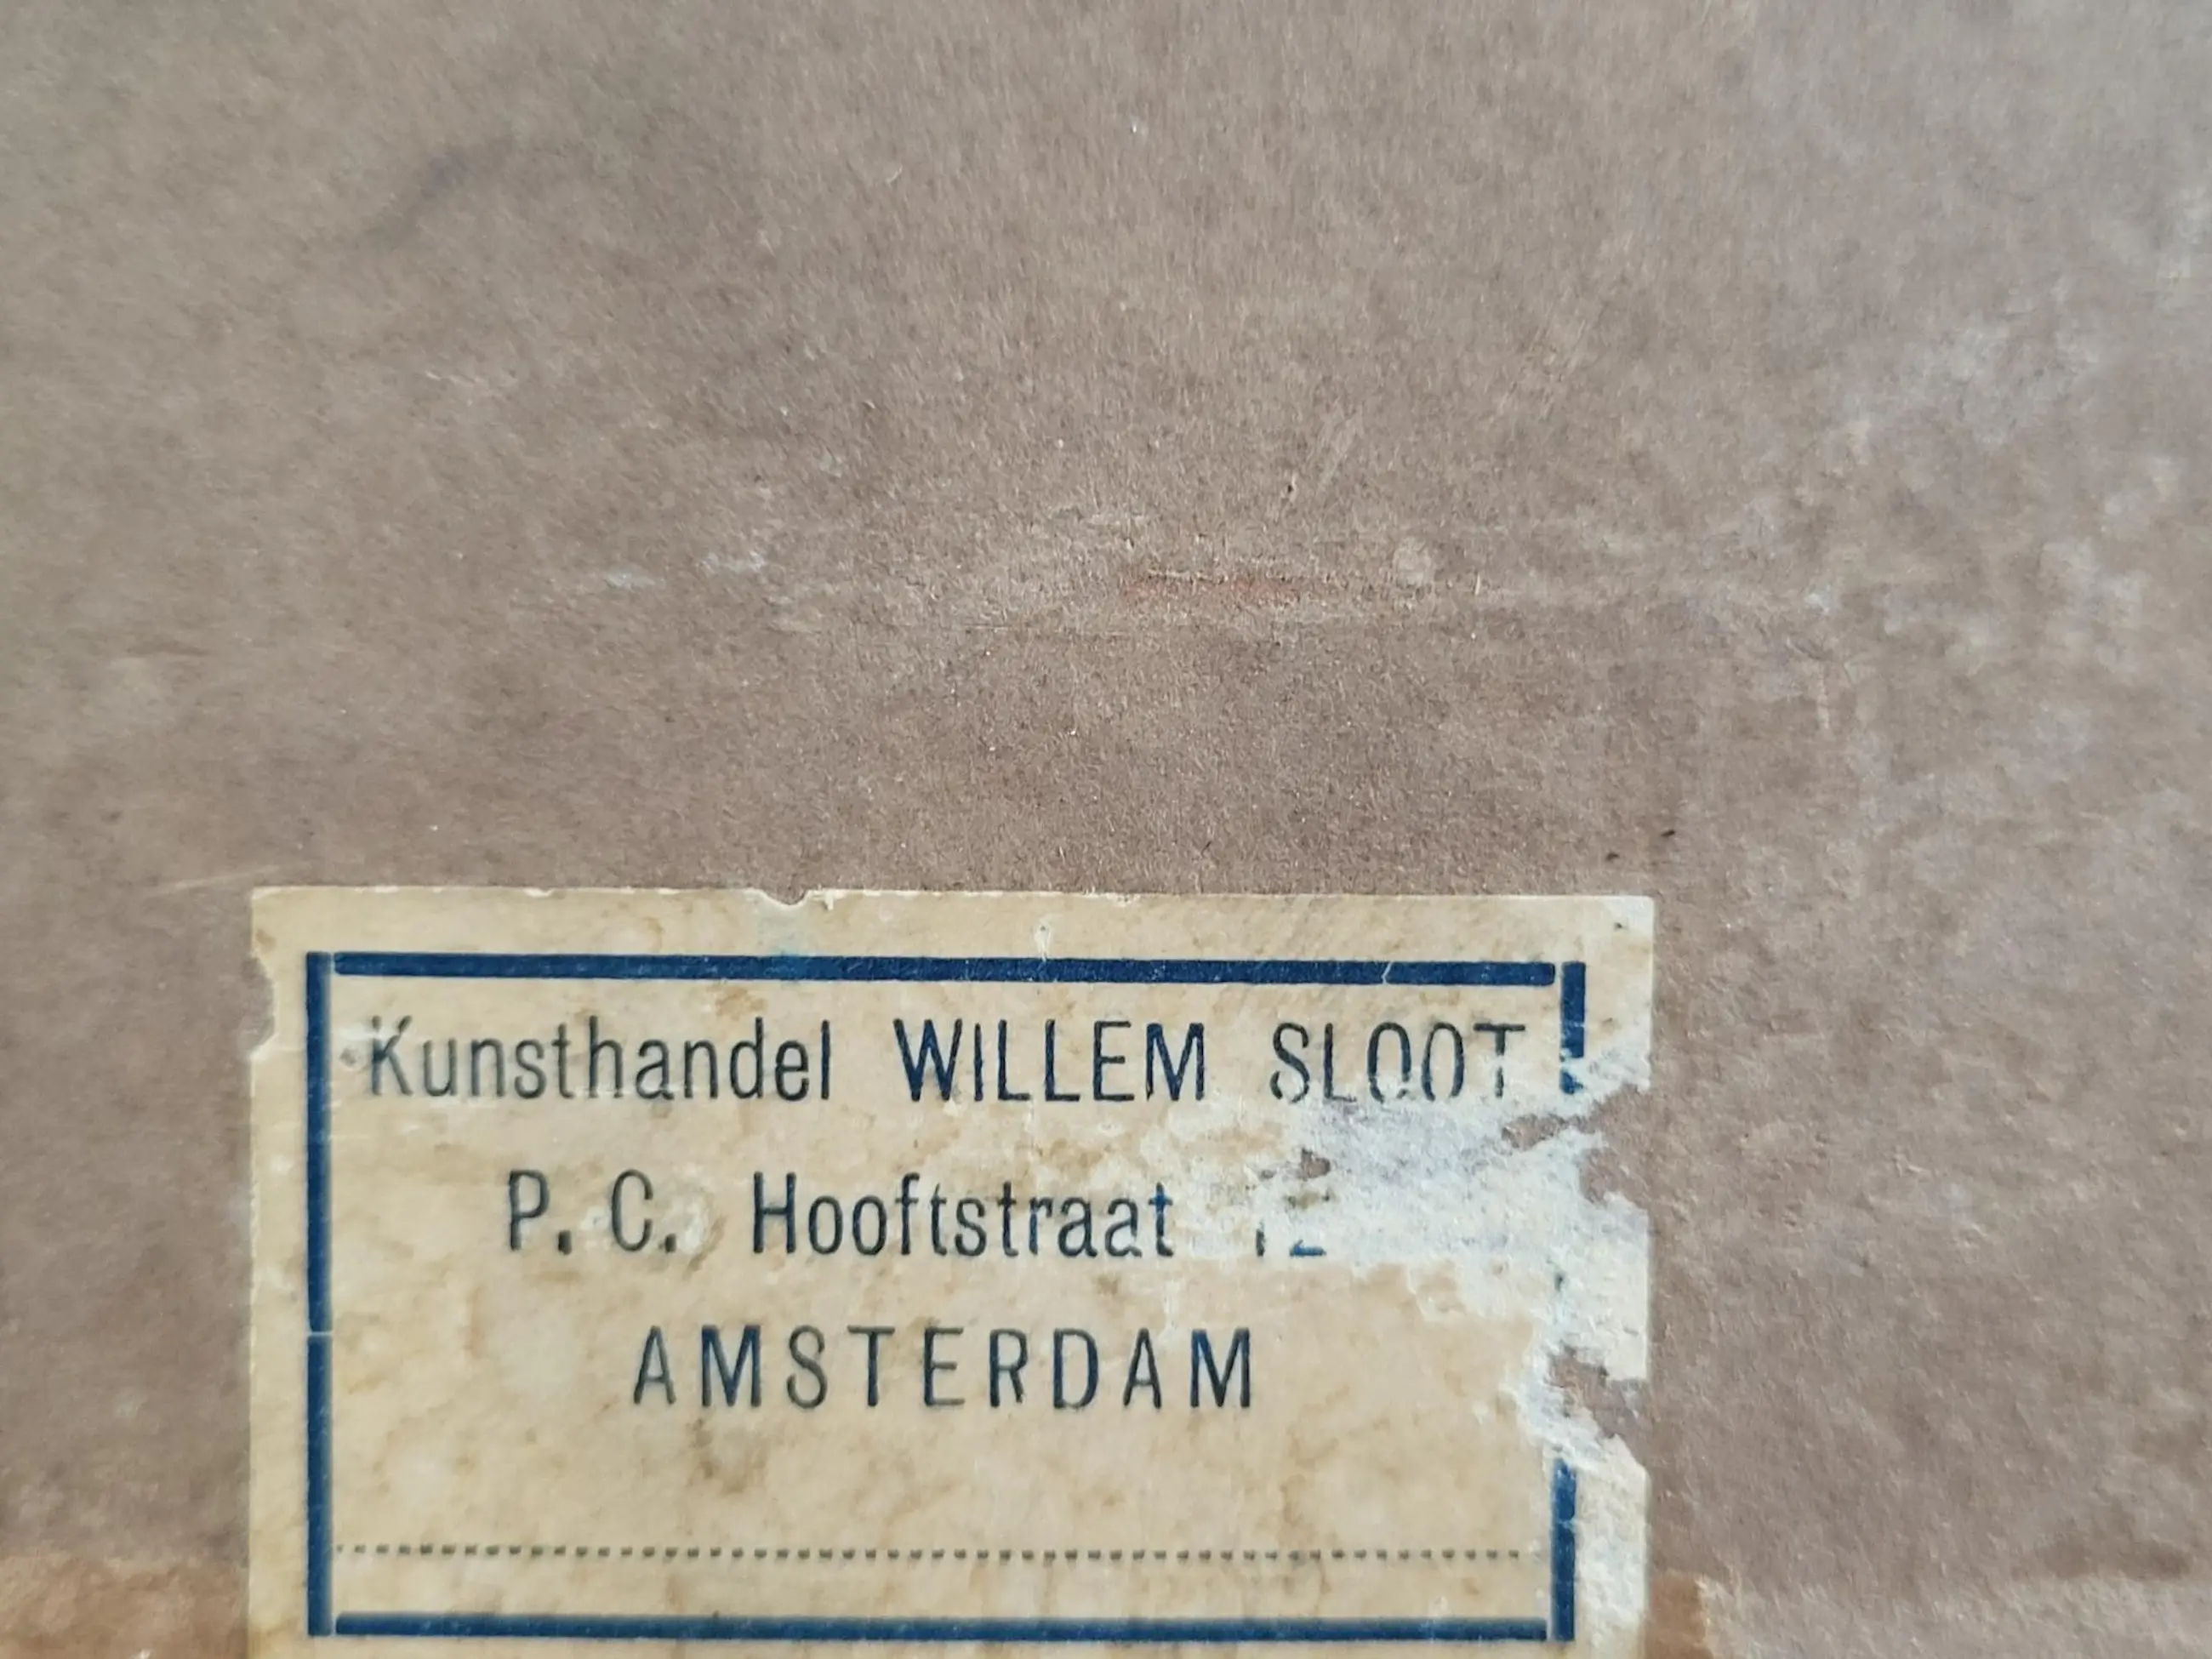 Kunsthandel WILLEM SLOOT
P. C. Hooftstraat
AMSTERDAM